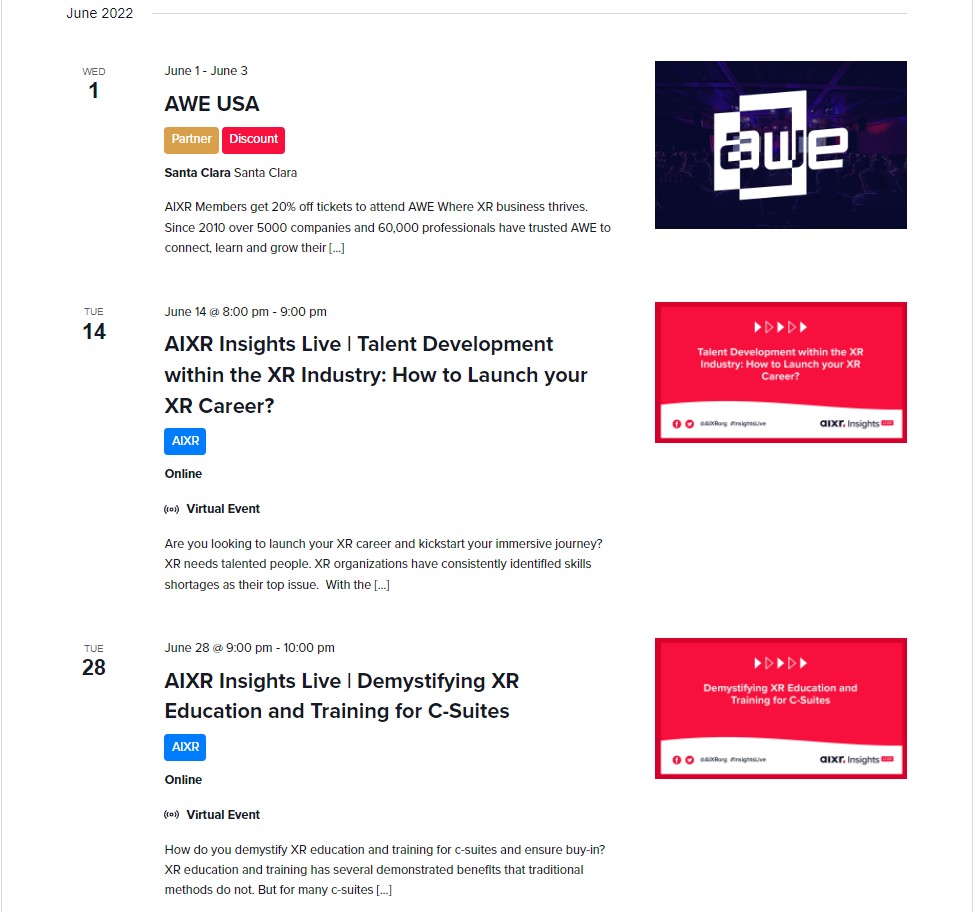 June 2022
WED
1
June 1 - June 3
AWE USA
Partner Discount
Santa Clara Santa Clara
AIXR Members get 20% off tickets to attend AWE Where XR business thrives.
Since 2010 over 5000 companies and 60,000 professionals have trusted AWE to
connect, learn and grow their [...]
awe
TUE
14
June 14 @ 8:00 pm - 9:00 pm
AIXR Insights Live | Talent Development
within the XR Industry: How to Launch your
XR Career?
AIXR
Online
Virtual Event
Are you looking to launch your XR career and kickstart your immersive journey?
XR needs talented people. XR organizations have consistently identified skills
shortages as their top issue.  With the [...]
Talent Development within the XR
Industry: How to Launch your XR
Career?
@AIXRorg #InsightsLive
aixr. Insights LIVE
TUE
28
June 28 @ 9:00 pm - 10:00 pm
AIXR Insights Live | Demystifying XR
Education and Training for C-Suites
AIXR
Online
Virtual Event
How do you demystify XR education and training for c-suites and ensure buy-in?
XR education and training has several demonstrated benefits that traditional
methods do not. But for many c-suites [...]
Demystifying XR Education and
Training for C-Suites
@AIXRorg #InsightsLive
aixr. Insights LIVE